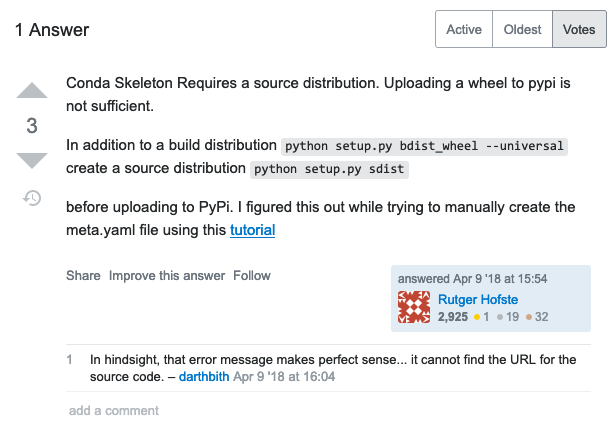 1 Answer
Active Oldest Votes
Conda Skeleton Requires a source distribution. Uploading a wheel to pypi is
not sufficient.
3
In addition to a build distribution python setup.py bdist_wheel --universal
create a source distribution python setup.py sdist
before uploading to PyPi. I figured this out while trying to manually create the
meta.yaml file using this tutorial
Share Improve this answer Follow
answered Apr 9 '18 at 15:54
Rutger Hofste
2,925 1 19 32
1 In hindsight, that error message makes perfect sense... it cannot find the URL for the
source code. – darthbith Apr 9 '18 at 16:04
add a comment